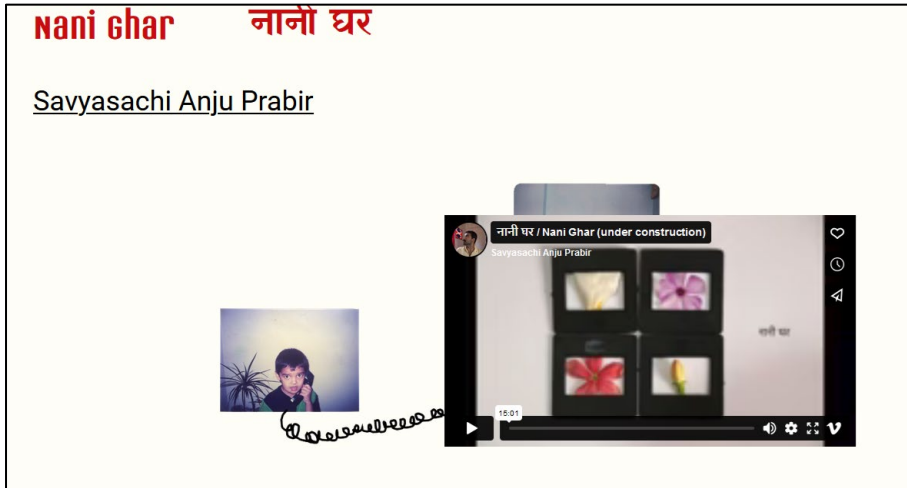 Nani Ghar नानी घर
Savyasachi Anju Prabir
नानी घर / Nani Ghar (under construction)
Savyasachi Anju Prabir
नानी घर
15:01